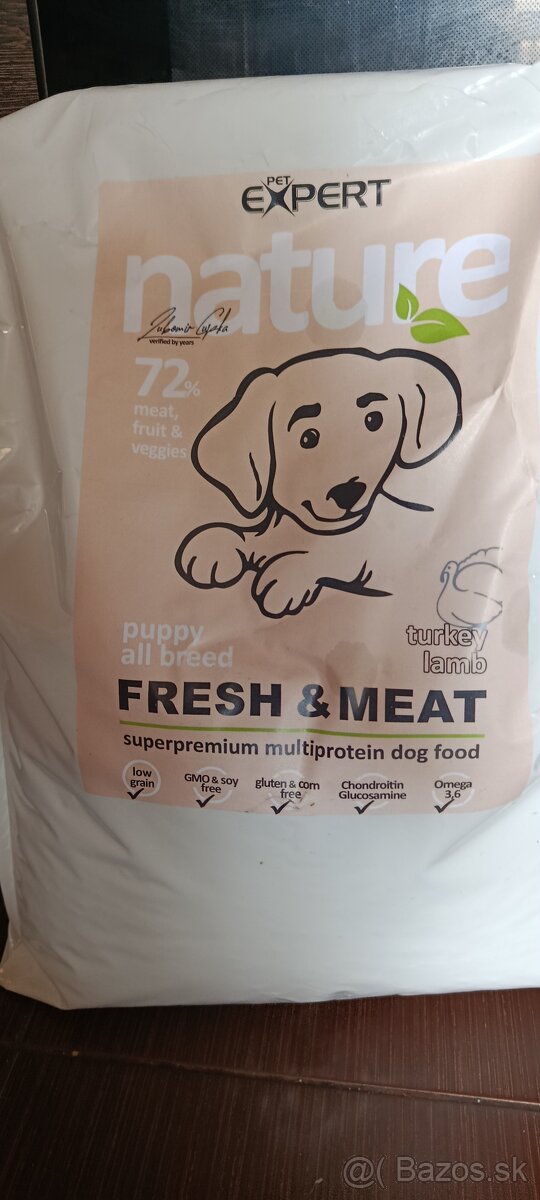 PET
EXPERT
nature
verified by years
72%
meat,
fruit &
veggies
puppy
all breed
turkey
lamb
FRESH & MEAT
superpremium multiprotein dog food
low
grain
GMO & soy
free
gluten & corn
free
Chondroitin
Glucosamine
Omega
3,6
@( Bazos.sk